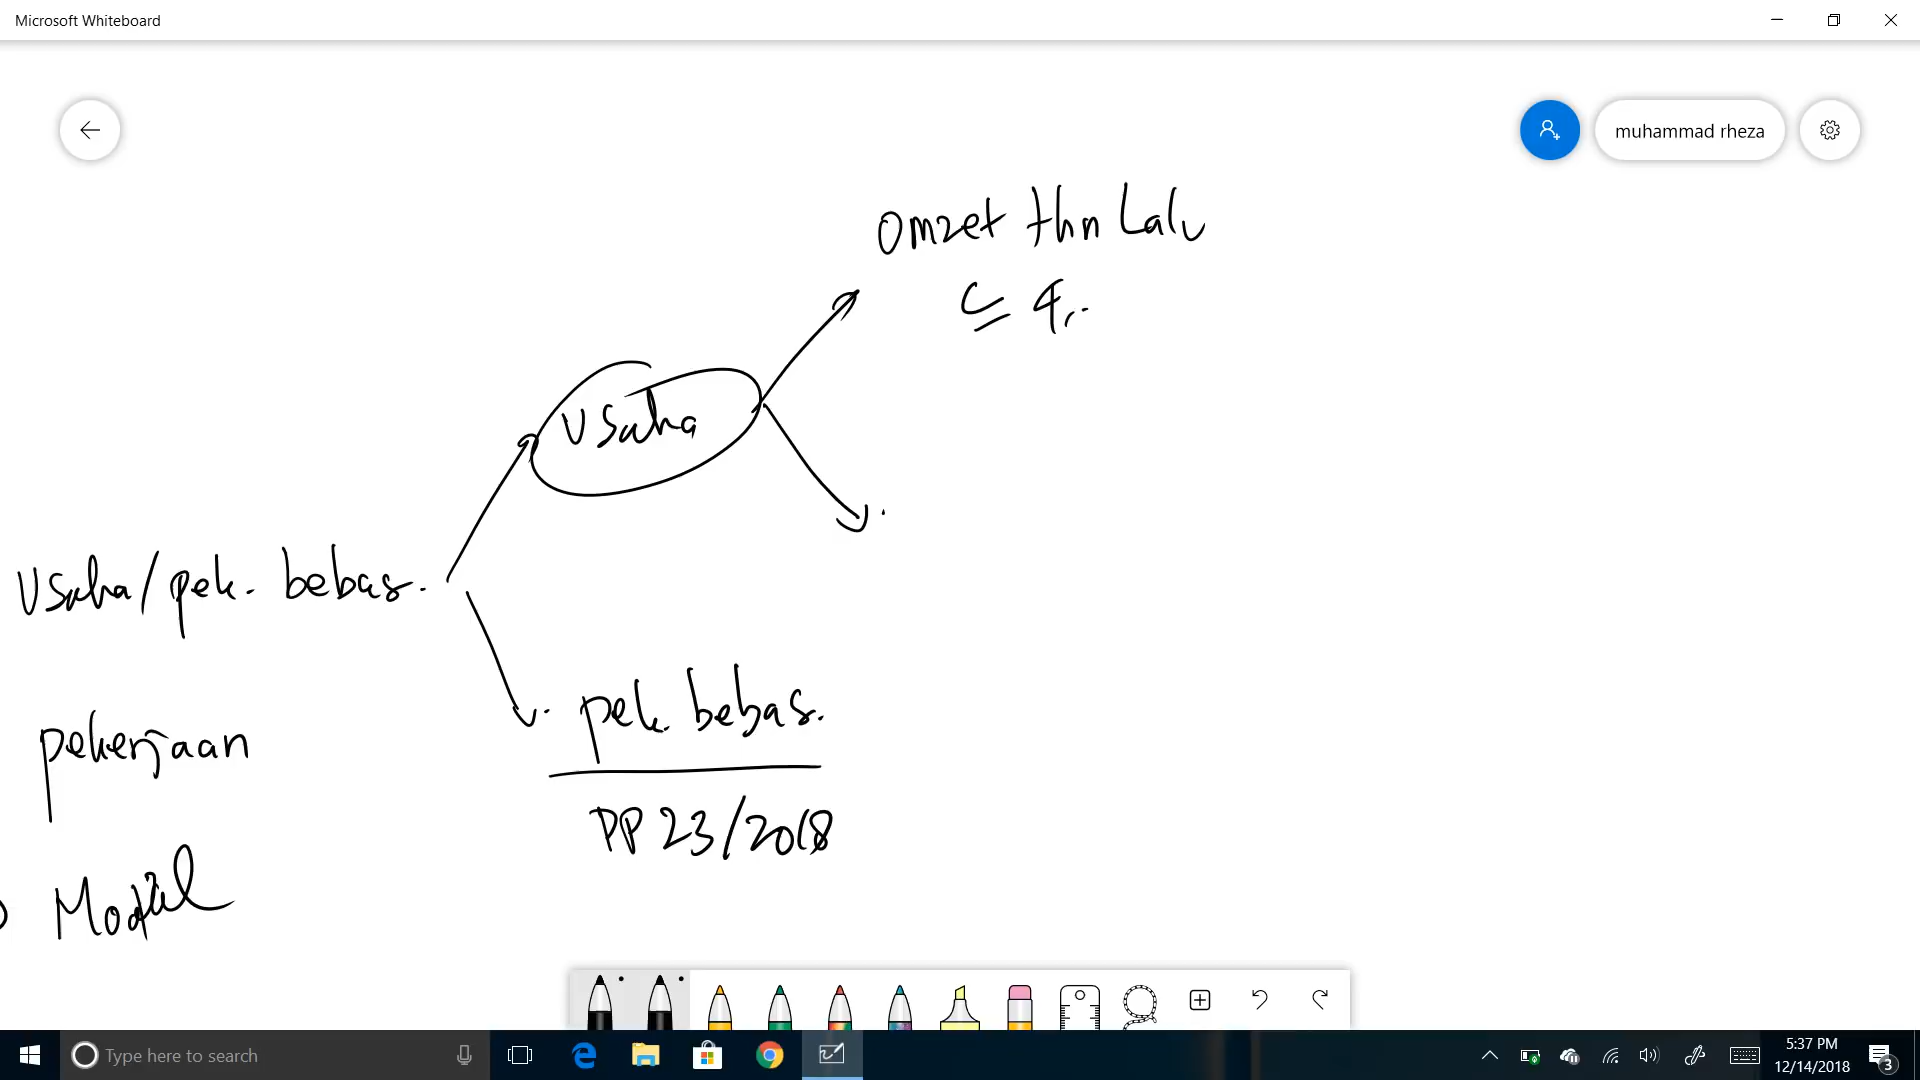 Microsoft Whiteboard
muhammad rheza
Omzet thn Lalu
≤ 4,.
Usaha
Usaha/pek. bebas.
pek. bebas.
PP 23/2018
pekerjaan
Modal
Type here to search
5:37 PM
12/14/2018
3